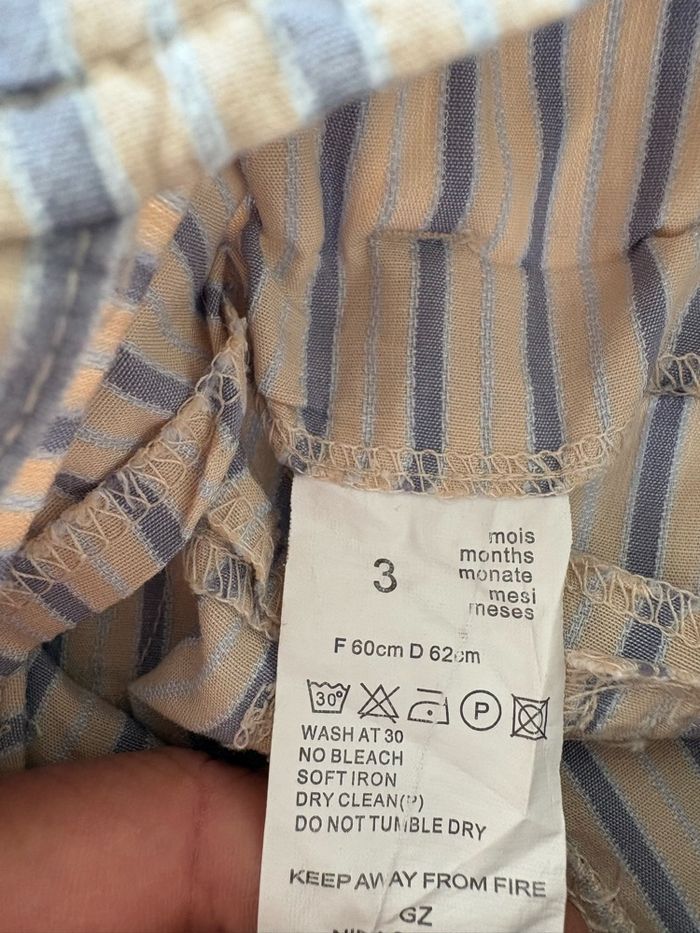 mois
months
3 monate
mesi
meses
F 60cm D 62cm
30°
P
WASH AT 30
NO BLEACH
SOFT IRON
DRY CLEAN(P)
DO NOT TUMBLE DRY
KEEP AWAY FROM FIRE
GZ